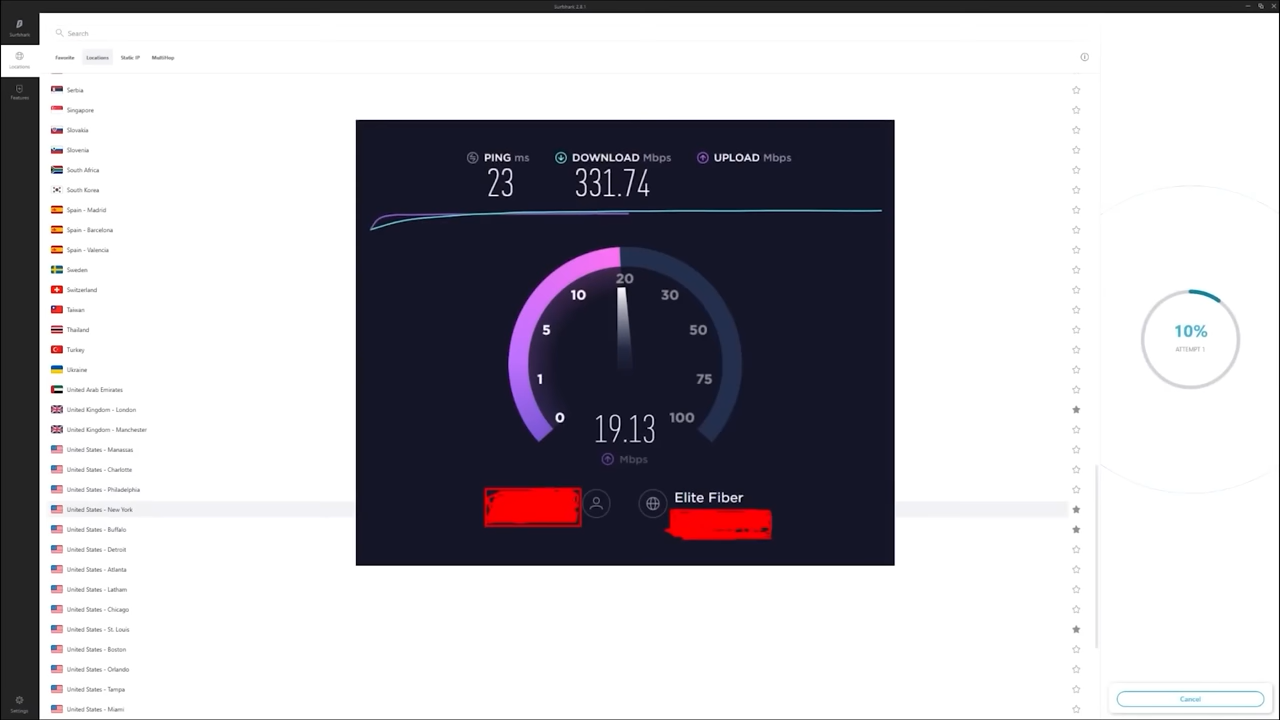 Surfshark 2.8.1
Surfshark
Locations
Features
Settings
Search
Favorite
Locations
Static IP
MultiHop
Serbia
Singapore
Slovakia
Slovenia
South Africa
South Korea
Spain - Madrid
Spain - Barcelona
Spain - Valencia
Sweden
Switzerland
Taiwan
Thailand
Turkey
Ukraine
United Arab Emirates
United Kingdom - London
United Kingdom - Manchester
United States - Manassas
United States - Charlotte
United States - Philadelphia
United States - New York
United States - Buffalo
United States - Detroit
United States - Atlanta
United States - Latham
United States - Chicago
United States - St. Louis
United States - Boston
United States - Orlando
United States - Tampa
United States - Miami
PING ms
23
DOWNLOAD Mbps
331.74
UPLOAD Mbps
0
1
5
10
20
30
50
75
100
19.13
Mbps
Elite Fiber
10%
ATTEMPT 1
Cancel